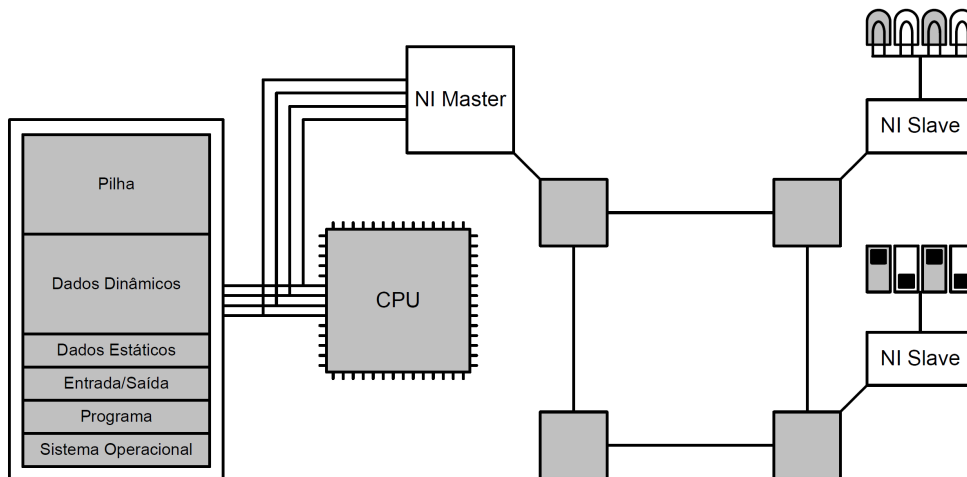 NI Master
NI Slave
Pilha
Dados Dinâmicos
CPU
Dados Estáticos
NI Slave
Entrada/Saída
Programa
Sistema Operacional